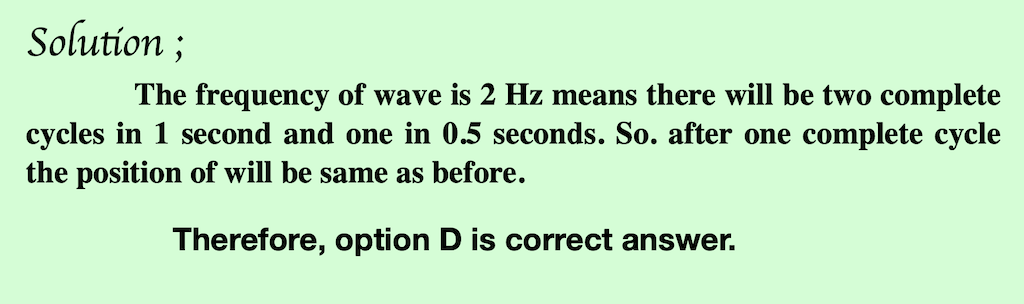 Solution ;
The frequency of wave is 2 Hz means there will be two complete
cycles in 1 second and one in 0.5 seconds. So. after one complete cycle
the position of will be same as before.
Therefore, option D is correct answer.